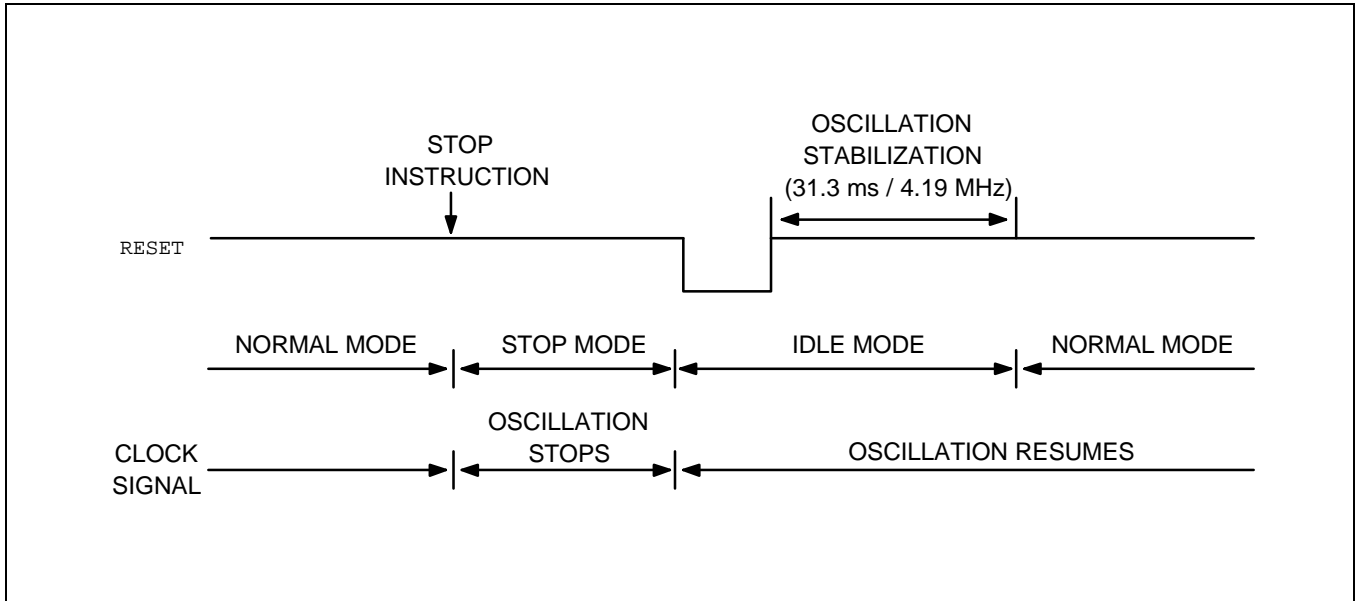 STOP
INSTRUCTION
OSCILLATION
STABILIZATION
(31.3 ms / 4.19 MHz)
RESET
NORMAL MODE
STOP MODE
IDLE MODE
NORMAL MODE
CLOCK
SIGNAL
OSCILLATION
STOPS
OSCILLATION RESUMES